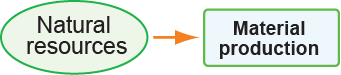 Natural
resources
Material
production